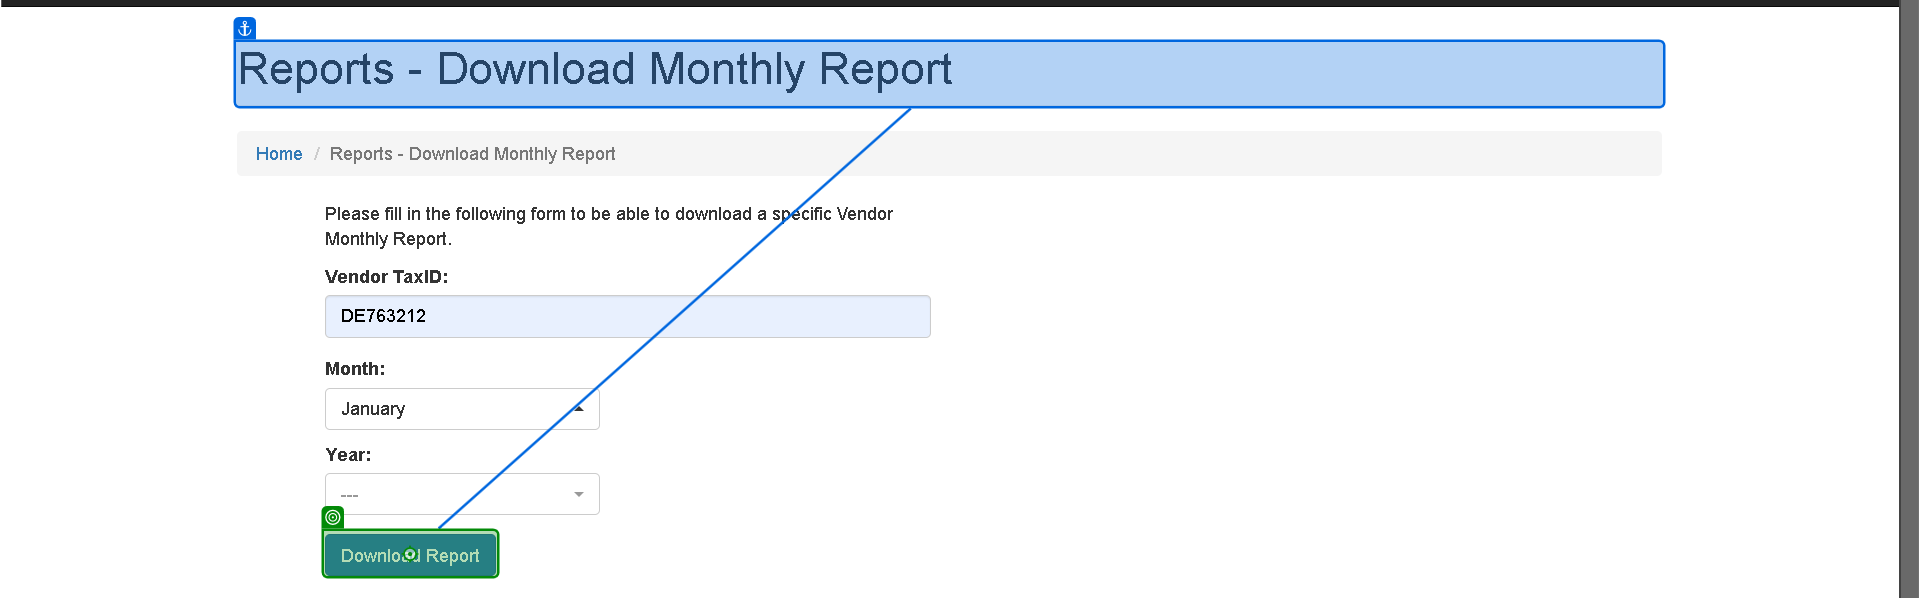 Reports - Download Monthly Report
Home / Reports - Download Monthly Report
Please fill in the following form to be able to download a specific Vendor
Monthly Report.
Vendor TaxID:
DE763212
Month:
January
Year:
---
Download Report